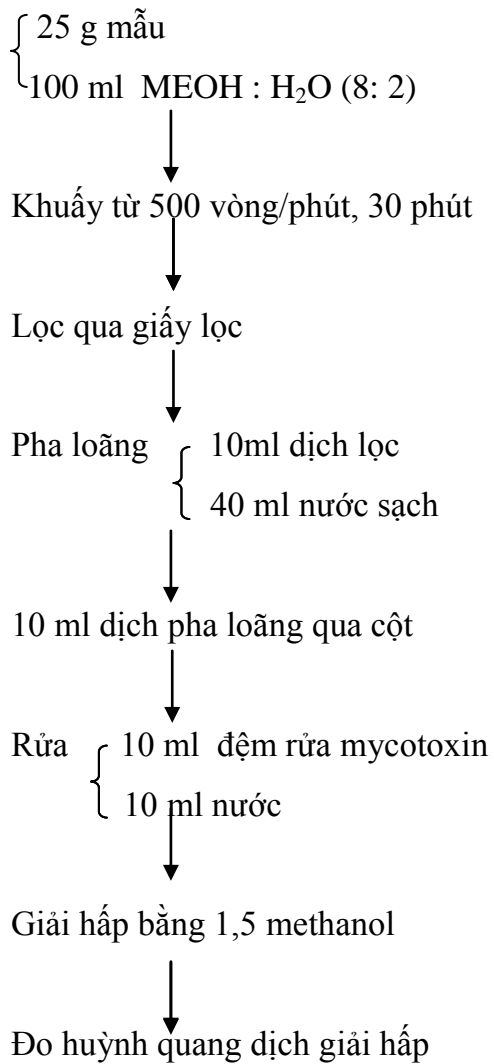 25 g mẫu
100 ml MEOH : H₂O (8: 2)
Khuấy từ 500 vòng/phút, 30 phút
Lọc qua giấy lọc
Pha loãng 10ml dịch lọc
40 ml nước sạch
10 ml dịch pha loãng qua cột
Rửa 10 ml đệm rửa mycotoxin
10 ml nước
Giải hấp bằng 1,5 methanol
Đo huỳnh quang dịch giải hấp